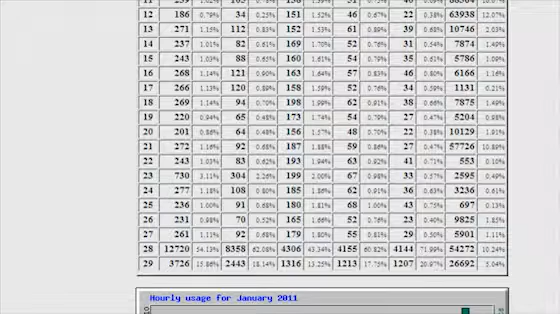 12 186 0.79% 34 0.25% 151 1.52% 46 0.67% 22 0.38% 63938 12.07%
13 271 1.15% 112 0.83% 152 1.53% 61 0.89% 39 0.68% 10746 2.03%
14 237 1.01% 82 0.61% 169 1.70% 52 0.76% 31 0.54% 7874 1.49%
15 243 1.03% 88 0.65% 160 1.61% 54 0.79% 35 0.61% 5786 1.09%
16 268 1.14% 121 0.90% 163 1.64% 57 0.83% 46 0.80% 6166 1.16%
17 266 1.13% 120 0.89% 158 1.59% 52 0.76% 34 0.59% 1131 0.21%
18 269 1.14% 94 0.70% 198 1.99% 62 0.91% 38 0.66% 7875 1.49%
19 220 0.94% 65 0.48% 173 1.74% 54 0.79% 27 0.47% 5204 0.98%
20 201 0.86% 64 0.48% 156 1.57% 48 0.70% 22 0.38% 10129 1.91%
21 272 1.16% 92 0.68% 187 1.88% 59 0.86% 27 0.47% 57726 10.89%
22 243 1.03% 83 0.62% 193 1.94% 63 0.92% 41 0.71% 553 0.10%
23 730 3.11% 304 2.26% 199 2.00% 67 0.98% 33 0.57% 2595 0.49%
24 277 1.18% 108 0.80% 185 1.86% 62 0.91% 36 0.63% 3236 0.61%
25 236 1.00% 91 0.68% 180 1.81% 68 1.00% 43 0.75% 697 0.13%
26 231 0.98% 70 0.52% 165 1.66% 52 0.76% 23 0.40% 9825 1.85%
27 261 1.11% 92 0.68% 179 1.80% 55 0.81% 29 0.50% 5901 1.11%
28 12720 54.13% 8358 62.08% 4306 43.34% 4155 60.82% 4144 71.99% 54272 10.24%
29 3726 15.86% 2443 18.14% 1316 13.25% 1213 17.75% 1207 20.97% 26692 5.04%
Hourly usage for January 2011